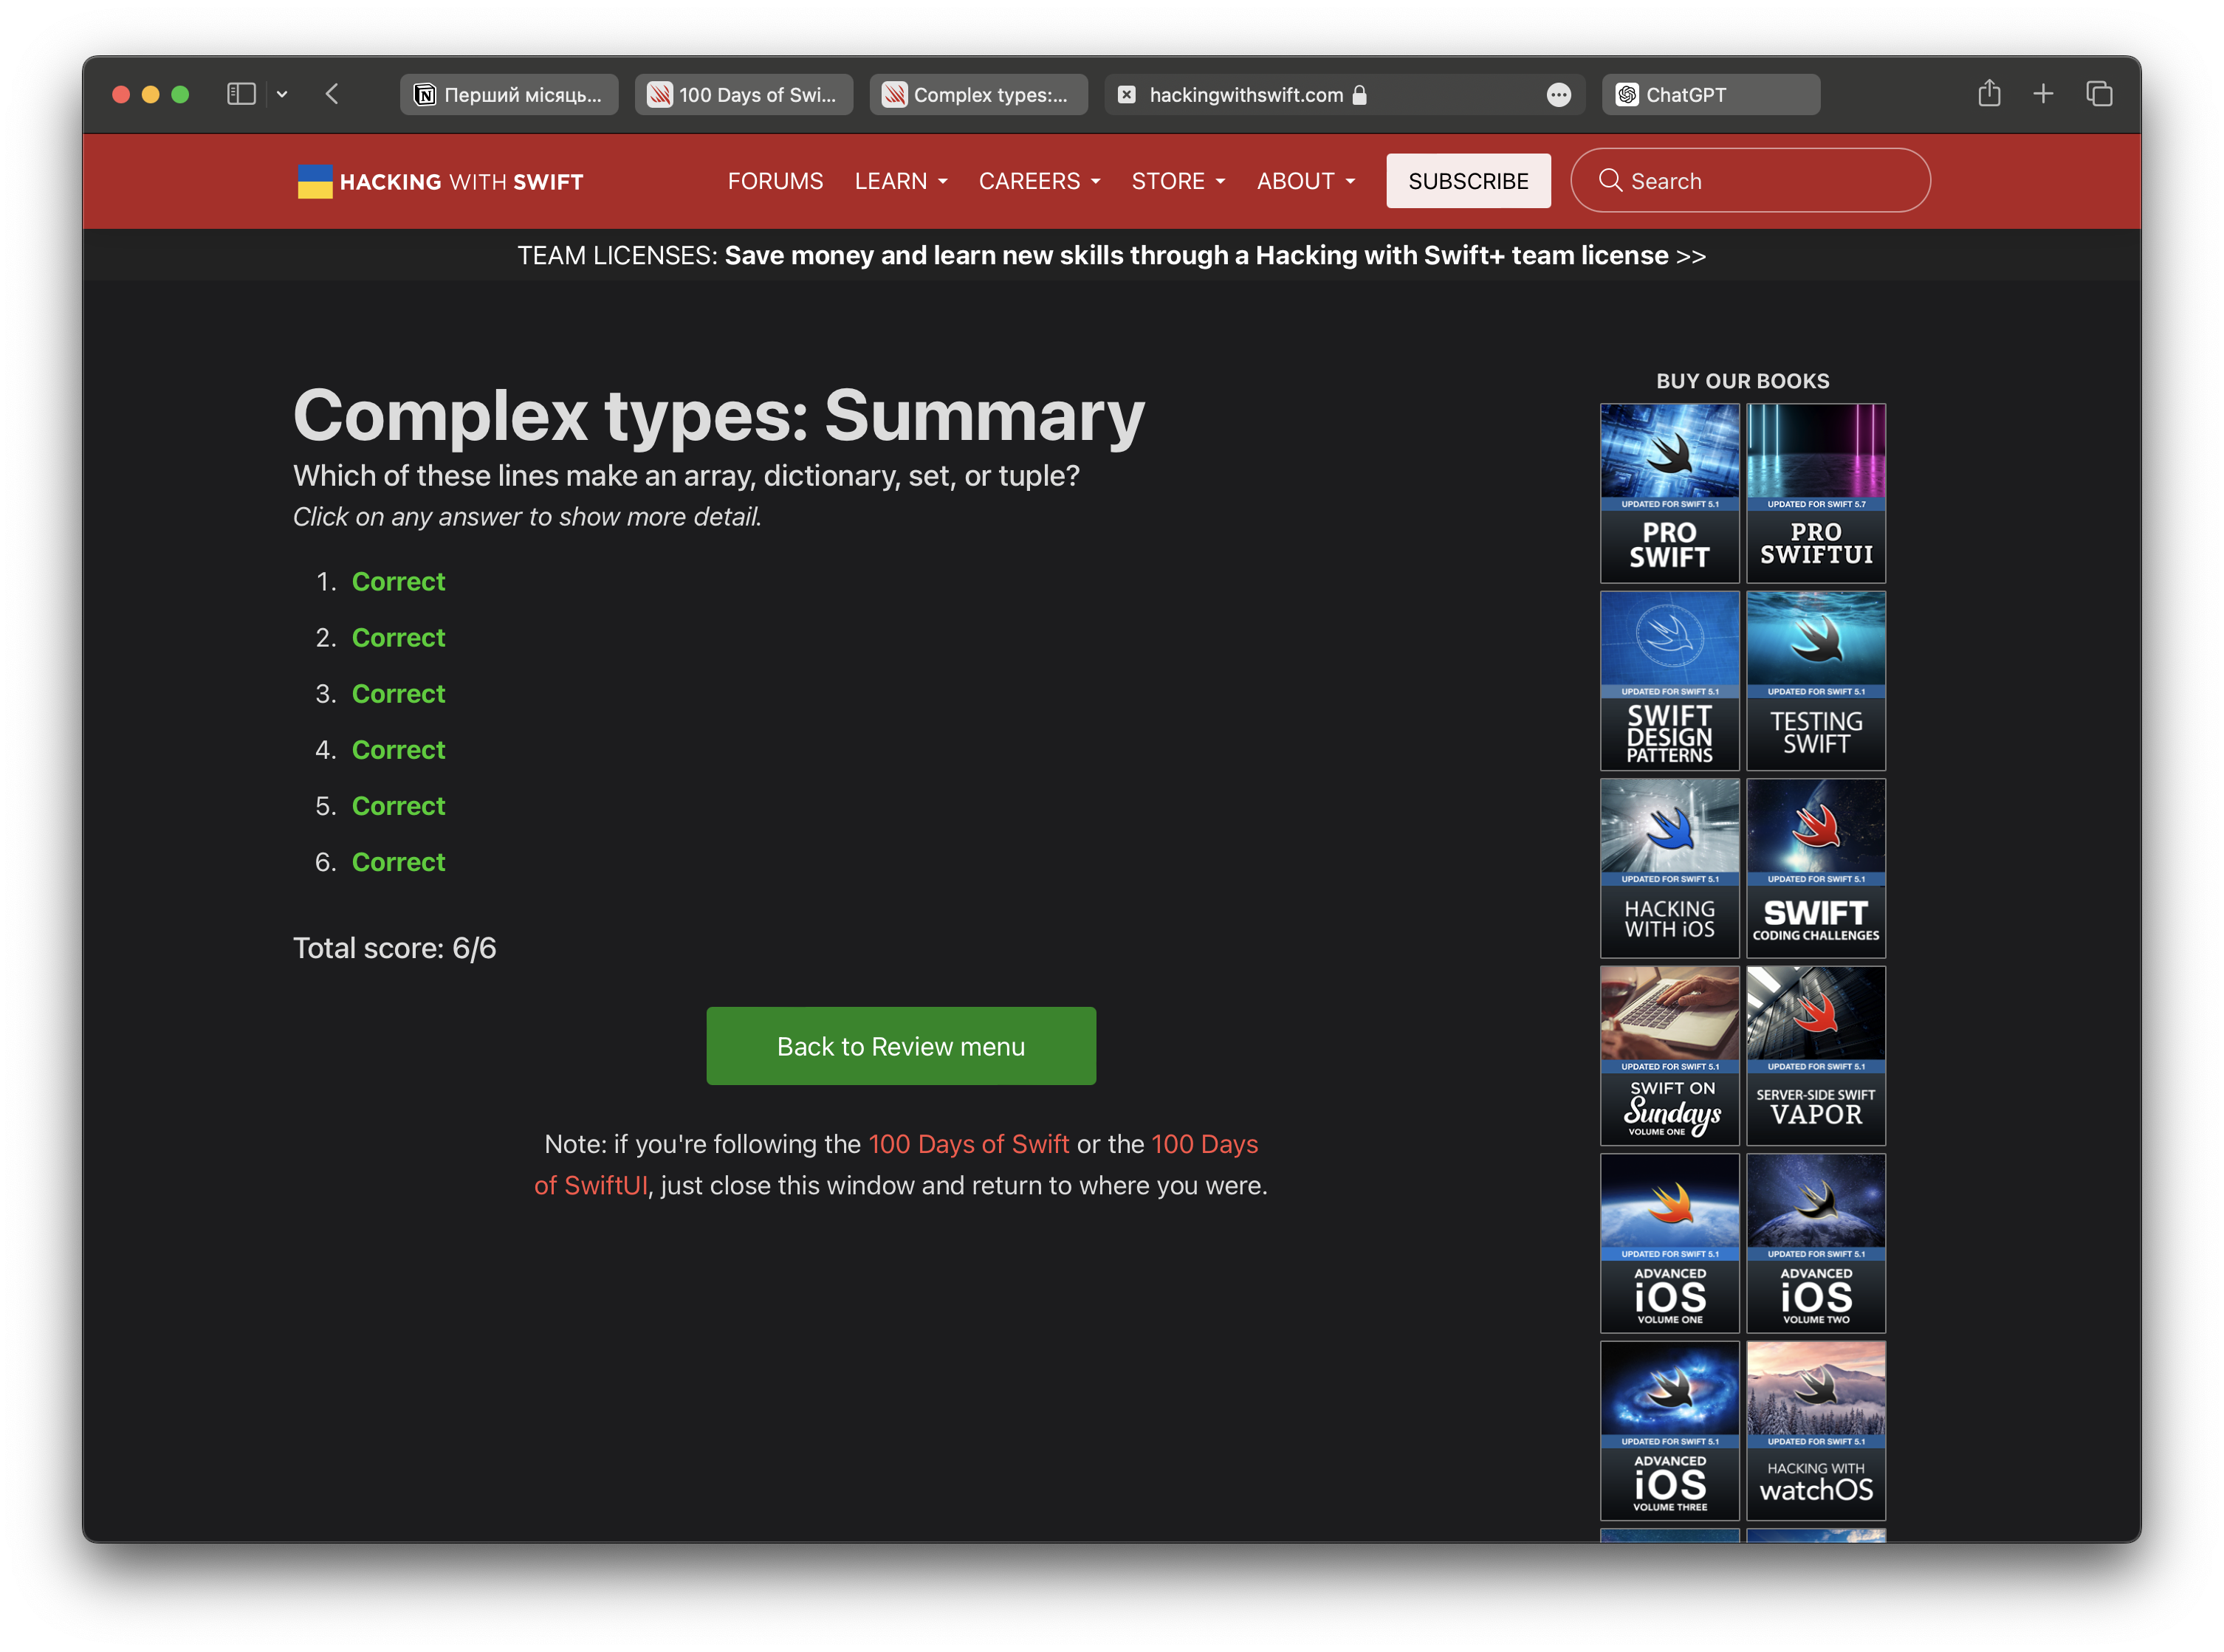 Перший місяць...
100 Days of Swi...
Complex types:...
hackingwithswift.com
ChatGPT
HACKING WITH SWIFT
FORUMS
LEARN
CAREERS
STORE
ABOUT
SUBSCRIBE
Search
TEAM LICENSES: Save money and learn new skills through a Hacking with Swift+ team license >>
Complex types: Summary
Which of these lines make an array, dictionary, set, or tuple?
Click on any answer to show more detail.
1. Correct
2. Correct
3. Correct
4. Correct
5. Correct
6. Correct
Total score: 6/6
Back to Review menu
Note: if you're following the 100 Days of Swift or the 100 Days
of SwiftUI, just close this window and return to where you were.
BUY OUR BOOKS
UPDATED FOR SWIFT 5.1
PRO
SWIFT
UPDATED FOR SWIFT 5.7
PRO
SWIFTUI
UPDATED FOR SWIFT 5.1
SWIFT
DESIGN
PATTERNS
UPDATED FOR SWIFT 5.1
TESTING
SWIFT
UPDATED FOR SWIFT 5.1
HACKING
WITH iOS
UPDATED FOR SWIFT 5.1
SWIFT
CODING CHALLENGES
UPDATED FOR SWIFT 5.1
SWIFT ON
Sundays
VOLUME ONE
UPDATED FOR SWIFT 5.1
SERVER-SIDE SWIFT
VAPOR
UPDATED FOR SWIFT 5.1
ADVANCED
iOS
VOLUME ONE
UPDATED FOR SWIFT 5.1
ADVANCED
iOS
VOLUME TWO
UPDATED FOR SWIFT 5.1
ADVANCED
iOS
VOLUME THREE
UPDATED FOR SWIFT 5.1
HACKING WITH
watchOS